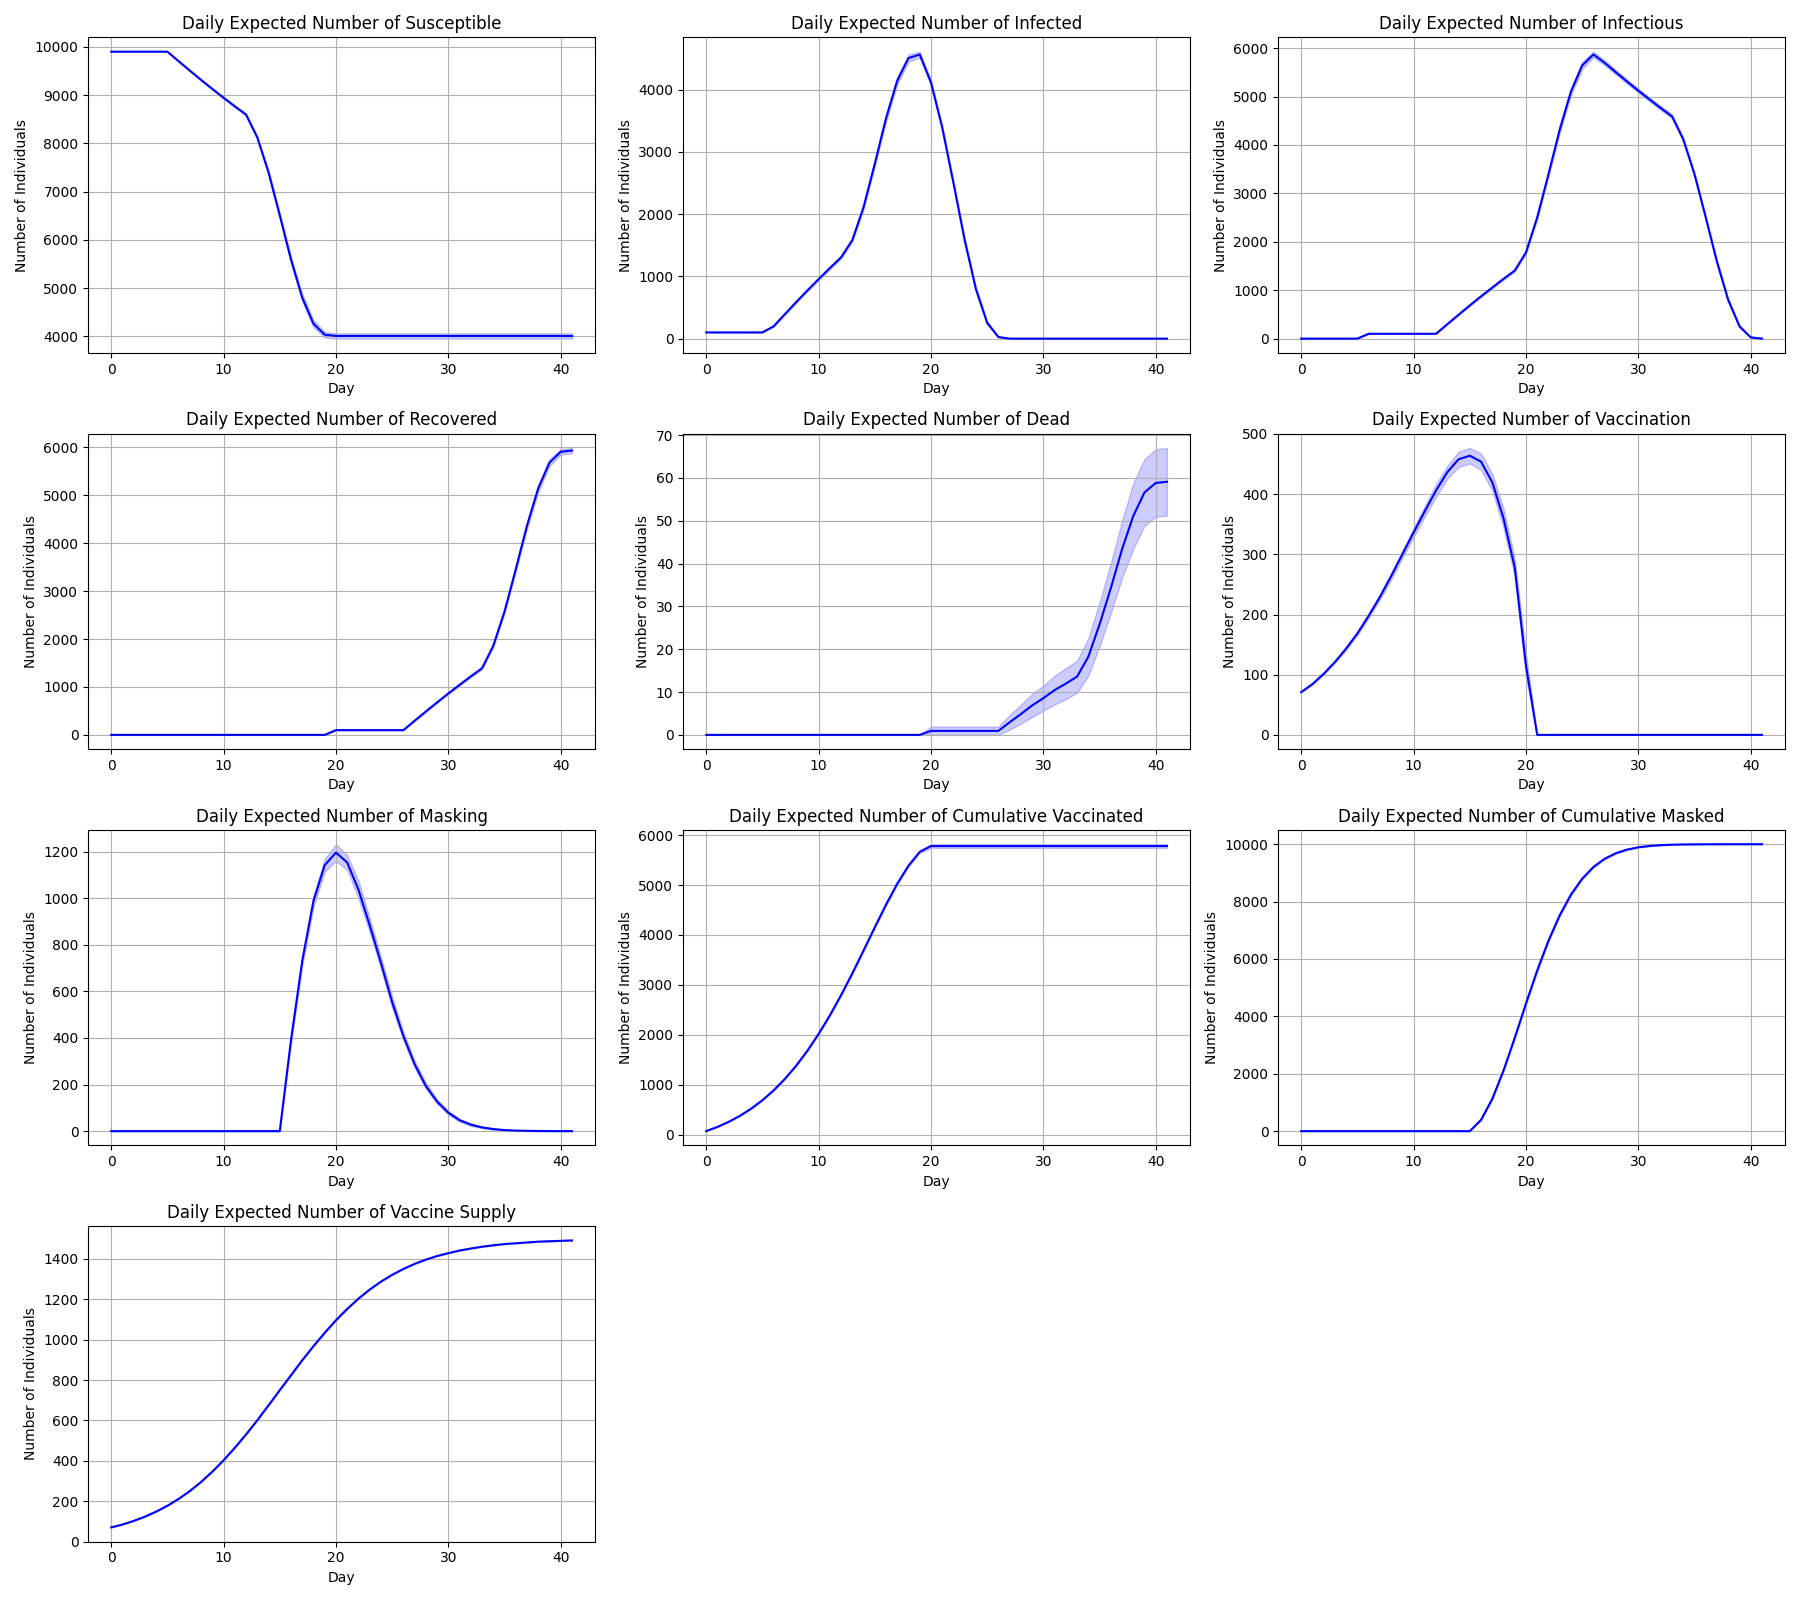 Daily Expected Number of Susceptible
Number of Individuals
10000
9000
8000
7000
6000
5000
4000
0 10 20 30 40
Day
Daily Expected Number of Infected
Number of Individuals
4000
3000
2000
1000
0
0 10 20 30 40
Day
Daily Expected Number of Infectious
Number of Individuals
6000
5000
4000
3000
2000
1000
0
0 10 20 30 40
Day
Daily Expected Number of Recovered
Number of Individuals
6000
5000
4000
3000
2000
1000
0
0 10 20 30 40
Day
Daily Expected Number of Dead
Number of Individuals
70
60
50
40
30
20
10
0
0 10 20 30 40
Day
Daily Expected Number of Vaccination
Number of Individuals
500
400
300
200
100
0
0 10 20 30 40
Day
Daily Expected Number of Masking
Number of Individuals
1200
1000
800
600
400
200
0
0 10 20 30 40
Day
Daily Expected Number of Cumulative Vaccinated
Number of Individuals
6000
5000
4000
3000
2000
1000
0
0 10 20 30 40
Day
Daily Expected Number of Cumulative Masked
Number of Individuals
10000
8000
6000
4000
2000
0
0 10 20 30 40
Day
Daily Expected Number of Vaccine Supply
Number of Individuals
1400
1200
1000
800
600
400
200
0
0 10 20 30 40
Day